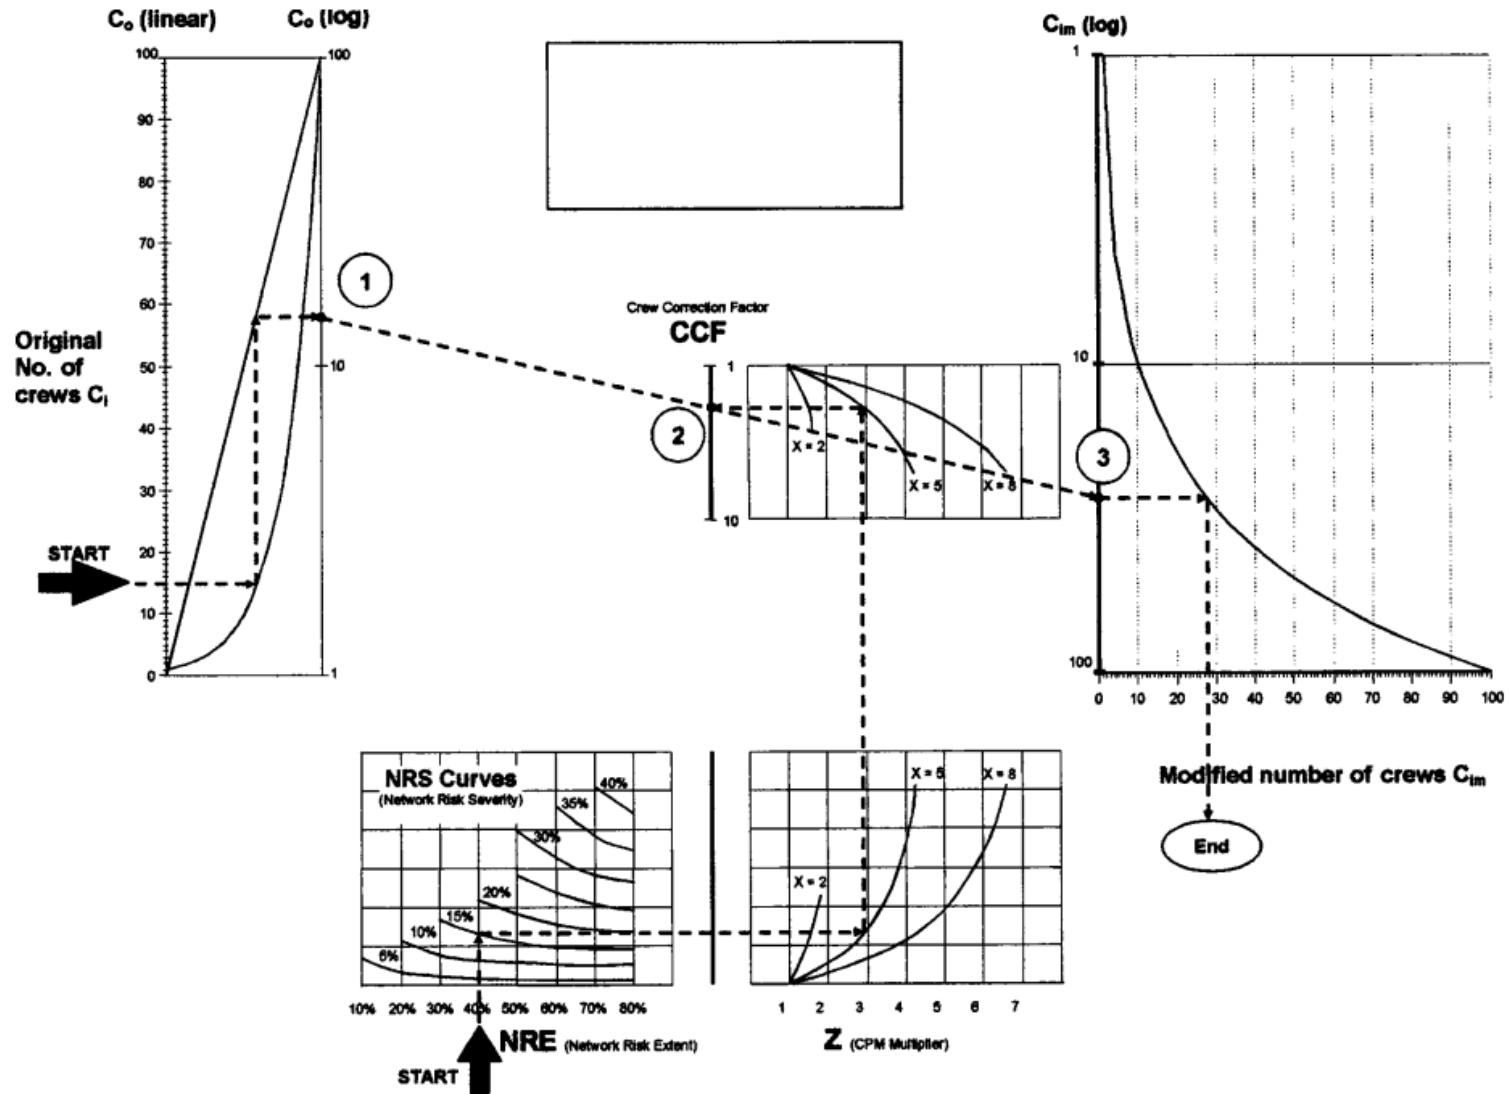 Cₒ (linear)
Cₒ (log)
100
90
80
70
60
50
40
30
20
10
0
100
10
1
Original
No. of
crews Cᵢ
START
1
Crew Correction Factor
CCF
1
10
2
X = 2
X = 5
X = 8
Cᵢₘ (log)
1
10
100
3
0 10 20 30 40 50 60 70 80 90 100
Modified number of crews Cᵢₘ
End
NRS Curves
(Network Risk Severity)
40%
35%
30%
20%
15%
10%
5%
10% 20% 30% 40% 50% 60% 70% 80%
NRE (Network Risk Extent)
START
X = 2
X = 5
X = 8
1 2 3 4 5 6 7
Z (CPM Multiplier)